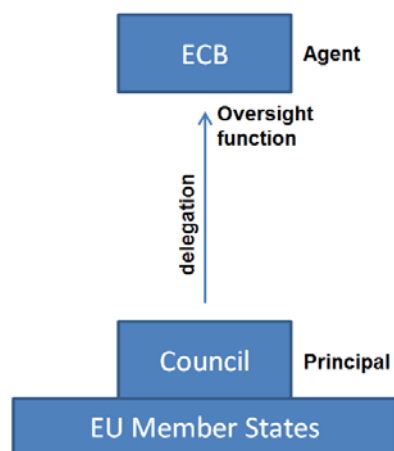 ECB
Agent
Oversight
function
delegation
Council
Principal
EU Member States